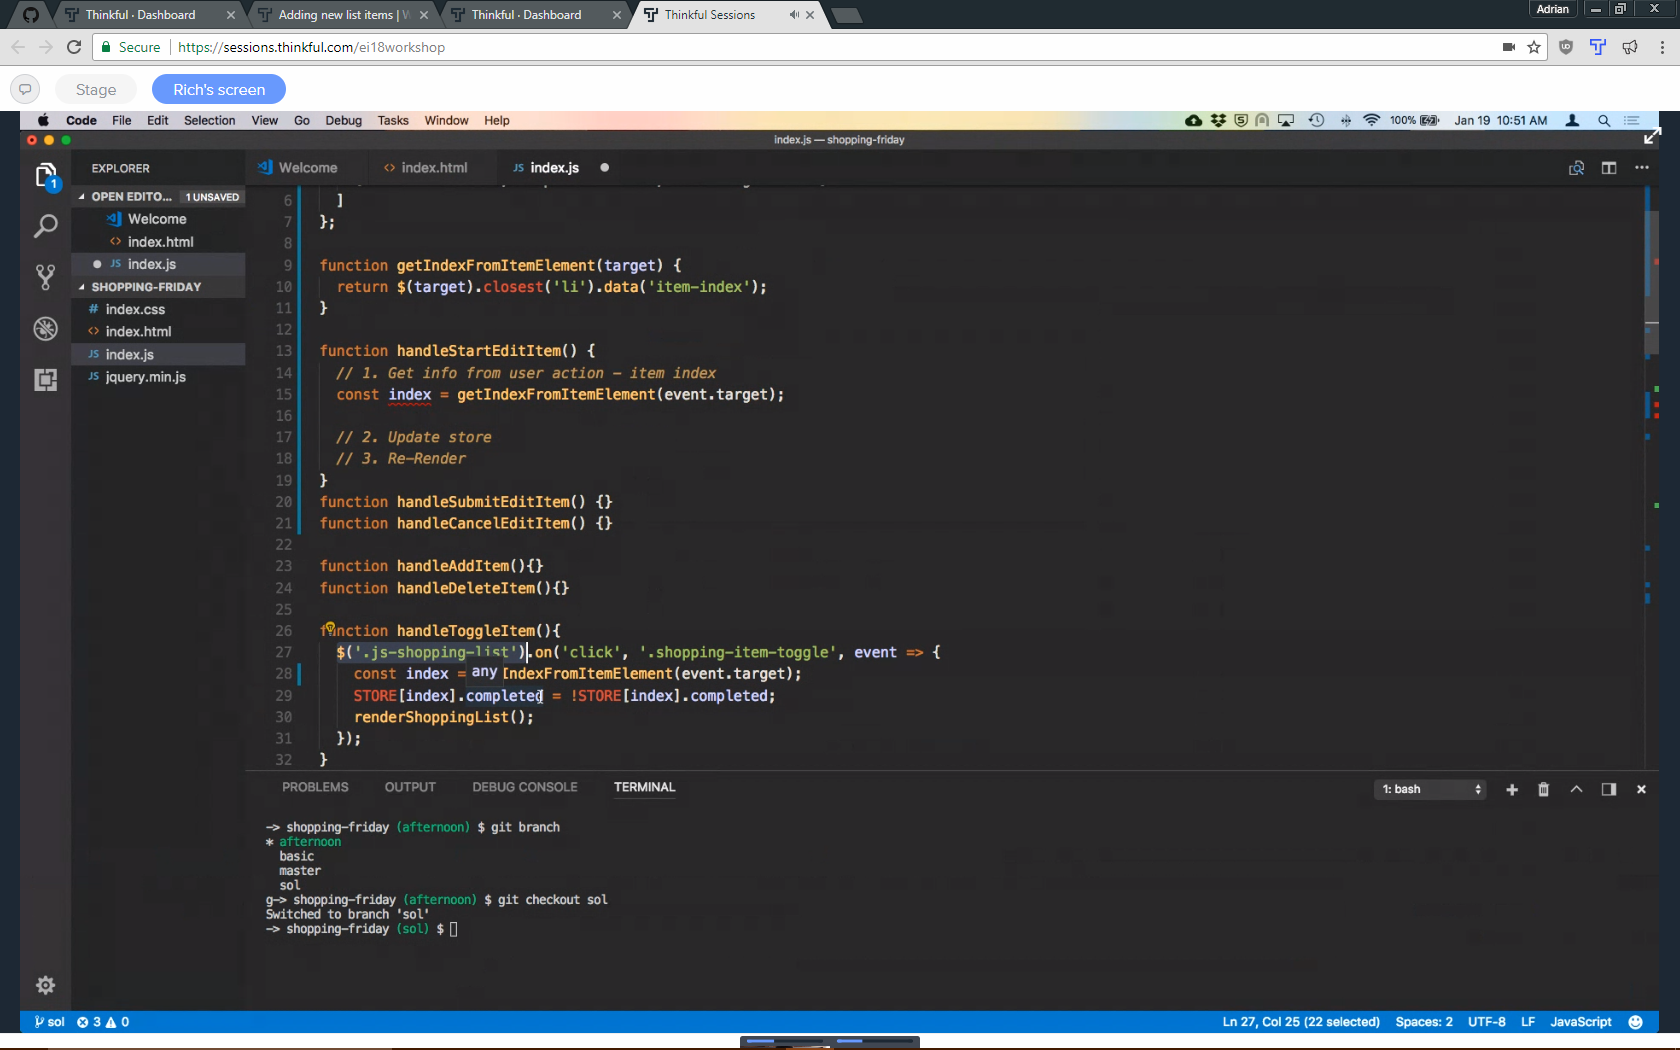 Thinkful · Dashboard
Adding new list items |
Thinkful · Dashboard
Thinkful Sessions
Adrian
Secure
https://sessions.thinkful.com/ei18workshop
Stage
Rich's screen
Code File Edit Selection View Go Debug Tasks Window Help
100%
Jan 19 10:51 AM
index.js — shopping-friday
EXPLORER
Welcome
index.html
JS index.js
1
OPEN EDITO... 1 UNSAVED
Welcome
<> index.html
JS index.js
SHOPPING-FRIDAY
# index.css
<> index.html
JS index.js
JS jquery.min.js
6 ]
7 };
8
9 function getIndexFromItemElement(target) {
10 return $(target).closest('li').data('item-index');
11 }
12
13 function handleStartEditItem() {
14 // 1. Get info from user action – item index
15 const index = getIndexFromItemElement(event.target);
16
17 // 2. Update store
18 // 3. Re-Render
19 }
20 function handleSubmitEditItem() {}
21 function handleCancelEditItem() {}
22
23 function handleAddItem(){}
24 function handleDeleteItem(){}
25
26 function handleToggleItem(){
27 $('.js-shopping-list').on('click', '.shopping-item-toggle', event => {
28 const index = any IndexFromItemElement(event.target);
29 STORE[index].completed = !STORE[index].completed;
30 renderShoppingList();
31 });
32 }
PROBLEMS OUTPUT DEBUG CONSOLE TERMINAL
1: bash
-> shopping-friday (afternoon) $ git branch
* afternoon
basic
master
sol
g-> shopping-friday (afternoon) $ git checkout sol
Switched to branch 'sol'
-> shopping-friday (sol) $
sol 3 0
Ln 27, Col 25 (22 selected) Spaces: 2 UTF-8 LF JavaScript